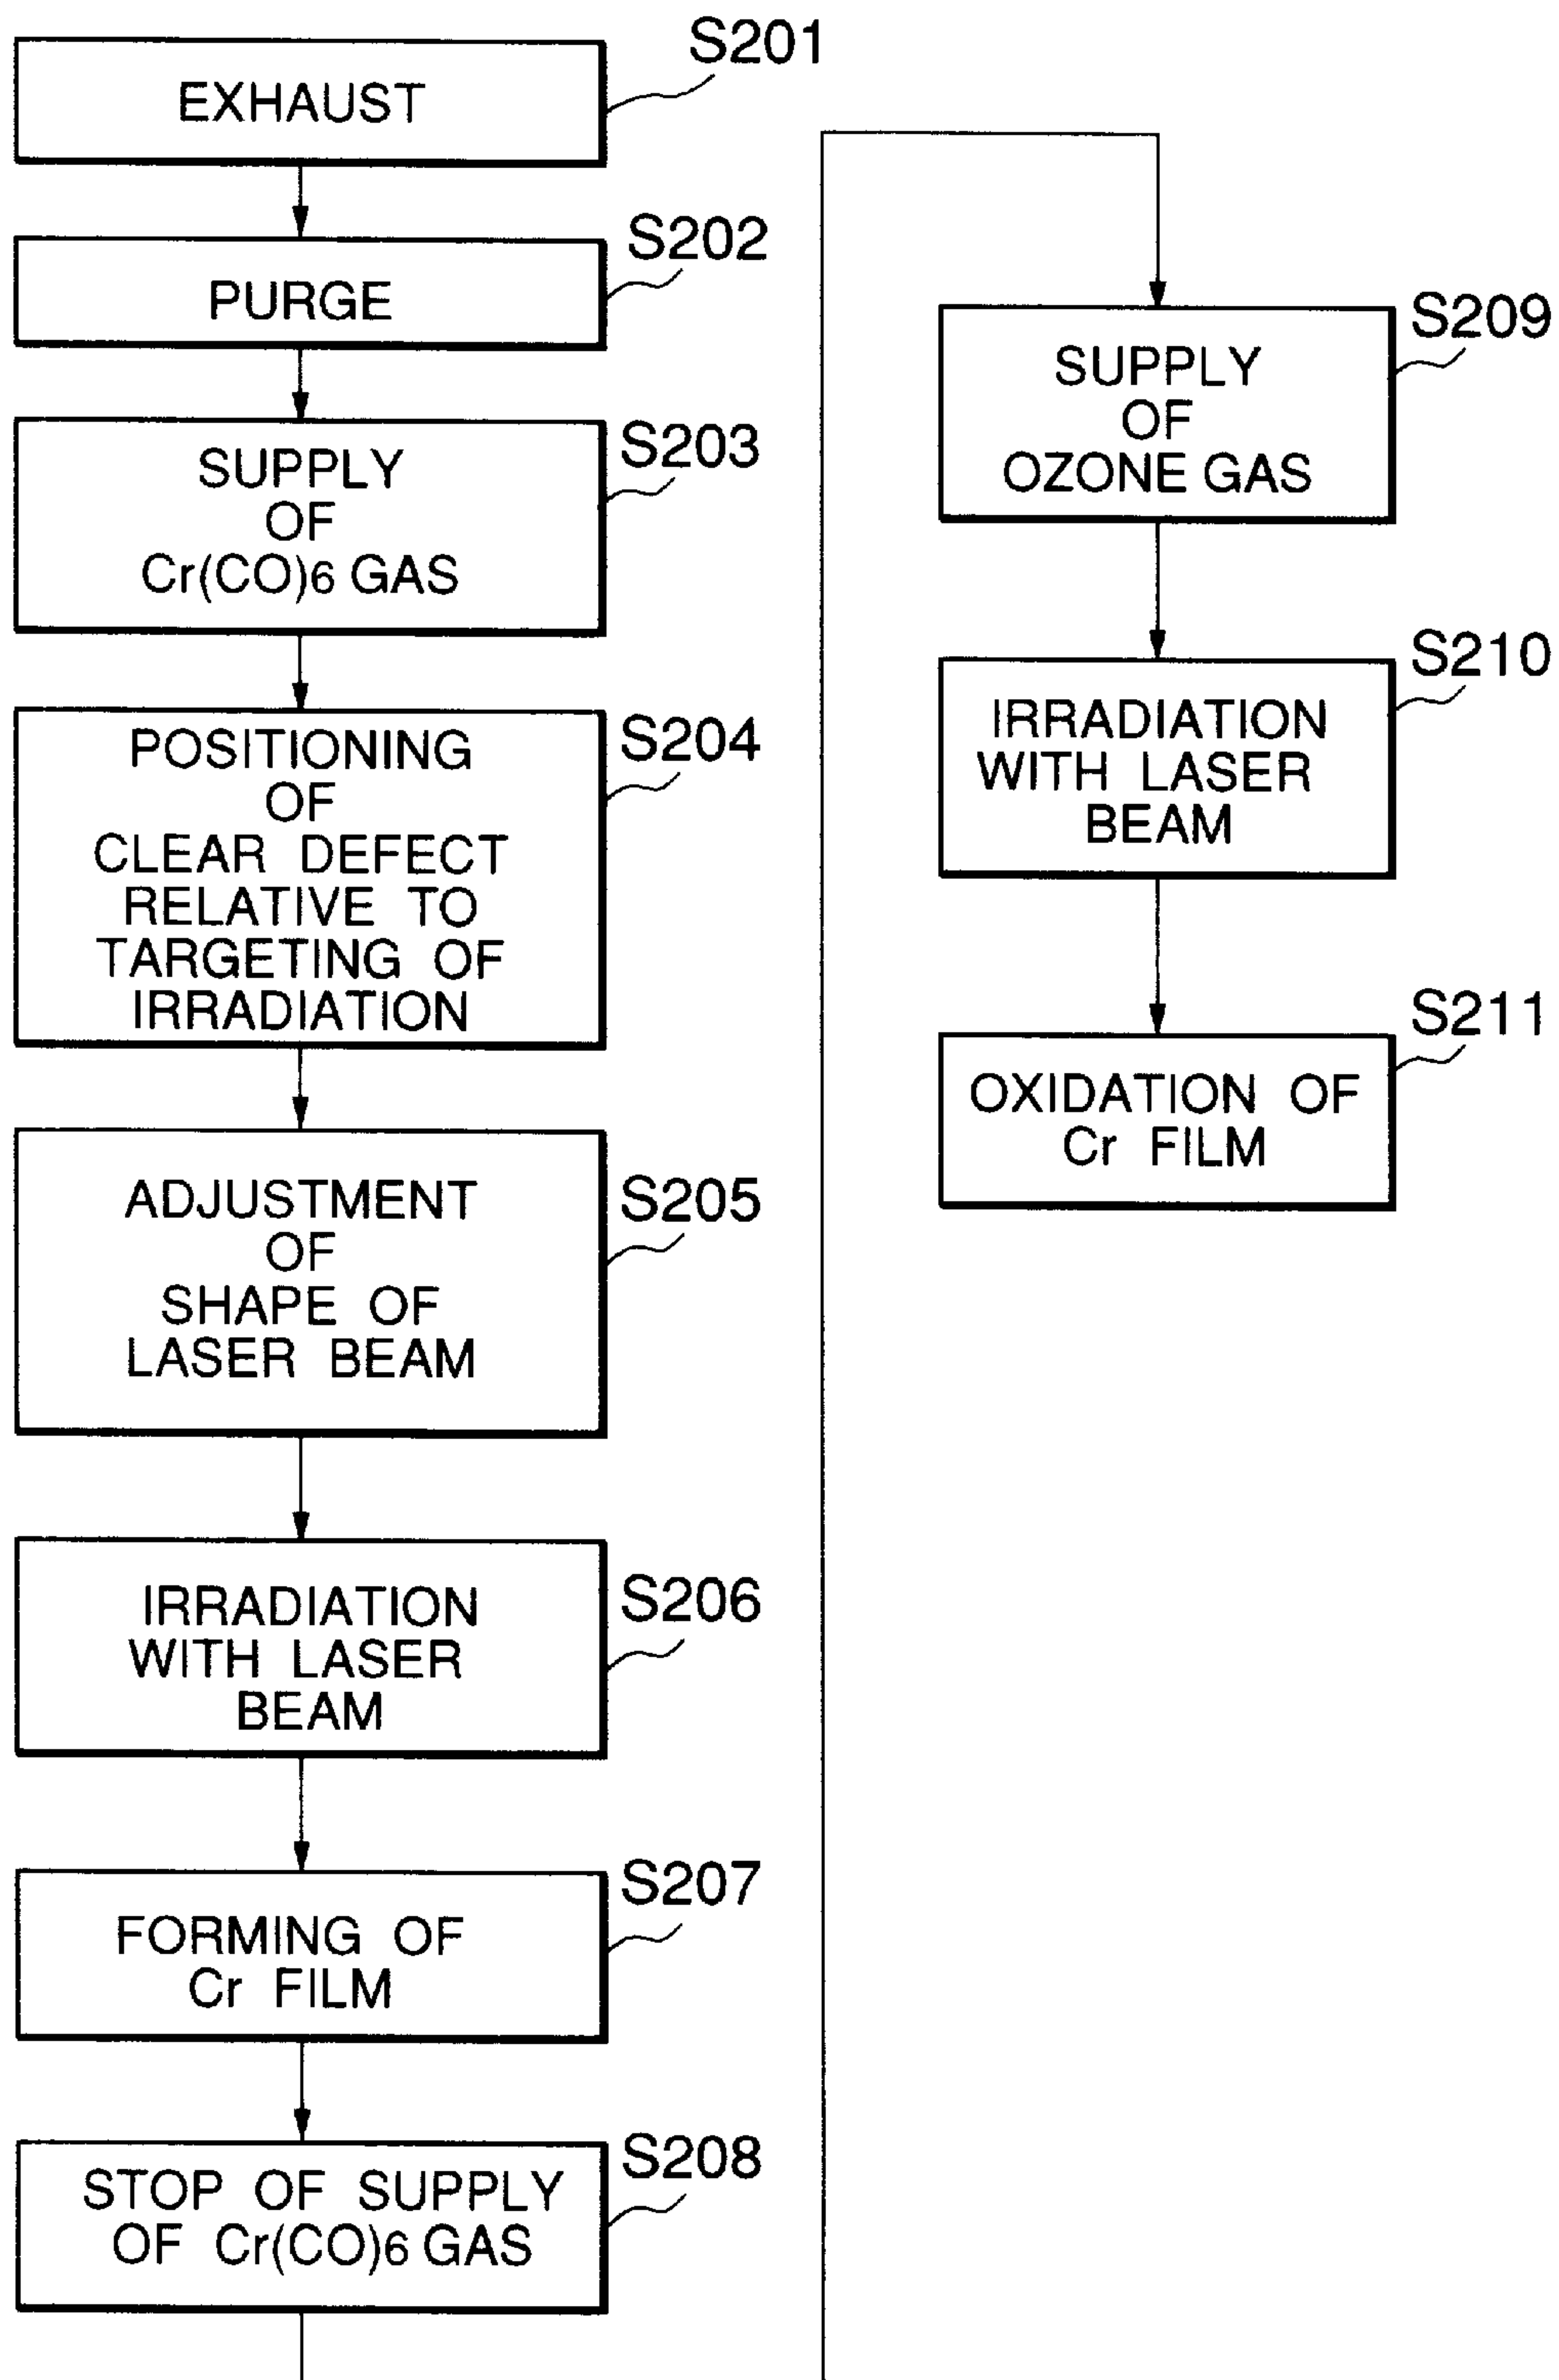 S201
EXHAUST
S202
PURGE
S203
SUPPLY
OF
Cr(CO)6 GAS
S204
POSITIONING
OF
CLEAR DEFECT
RELATIVE TO
TARGETING OF
IRRADIATION
S205
ADJUSTMENT
OF
SHAPE OF
LASER BEAM
S206
IRRADIATION
WITH LASER
BEAM
S207
FORMING OF
Cr FILM
S208
STOP OF SUPPLY
OF Cr(CO)6 GAS
S209
SUPPLY
OF
OZONE GAS
S210
IRRADIATION
WITH LASER
BEAM
S211
OXIDATION OF
Cr FILM